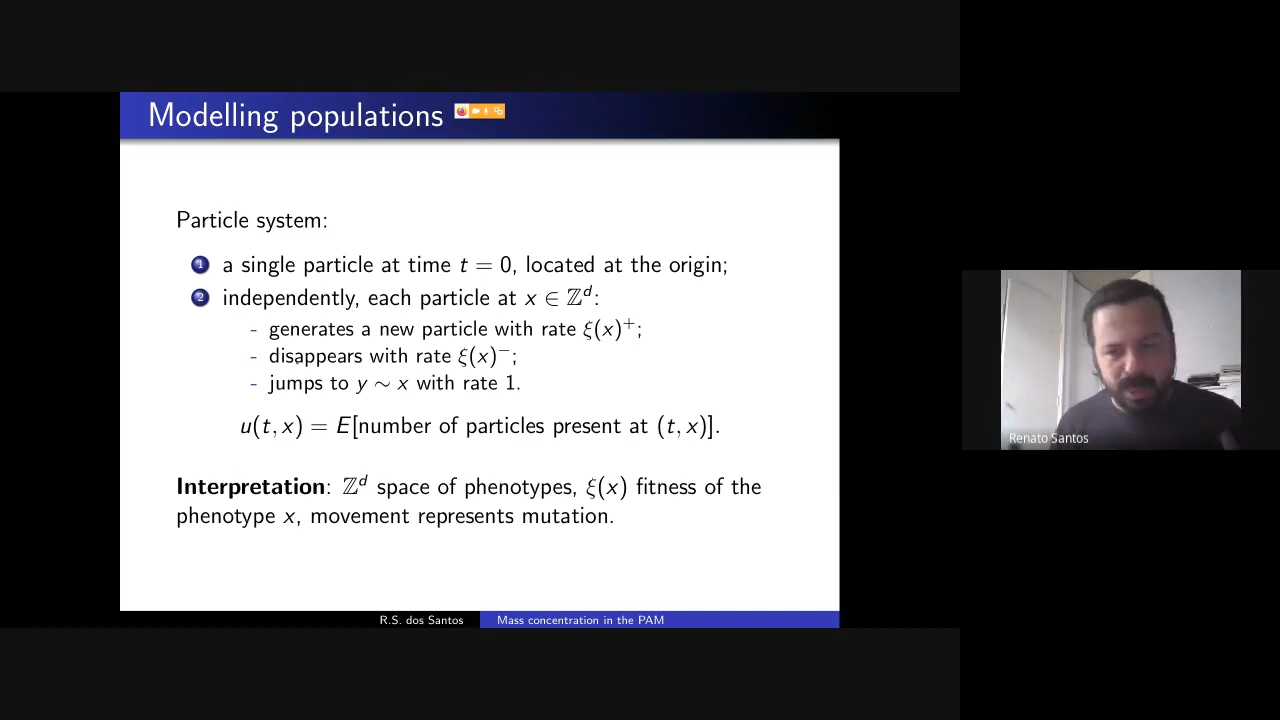 Modelling populations
Particle system:
1 a single particle at time t = 0, located at the origin;
2 independently, each particle at x ∈ ℤᵈ:
- generates a new particle with rate ξ(x)⁺;
- disappears with rate ξ(x)⁻;
- jumps to y ∼ x with rate 1.
u(t, x) = E[number of particles present at (t, x)].
Interpretation: ℤᵈ space of phenotypes, ξ(x) fitness of the
phenotype x, movement represents mutation.
R.S. dos Santos
Mass concentration in the PAM
Renato Santos